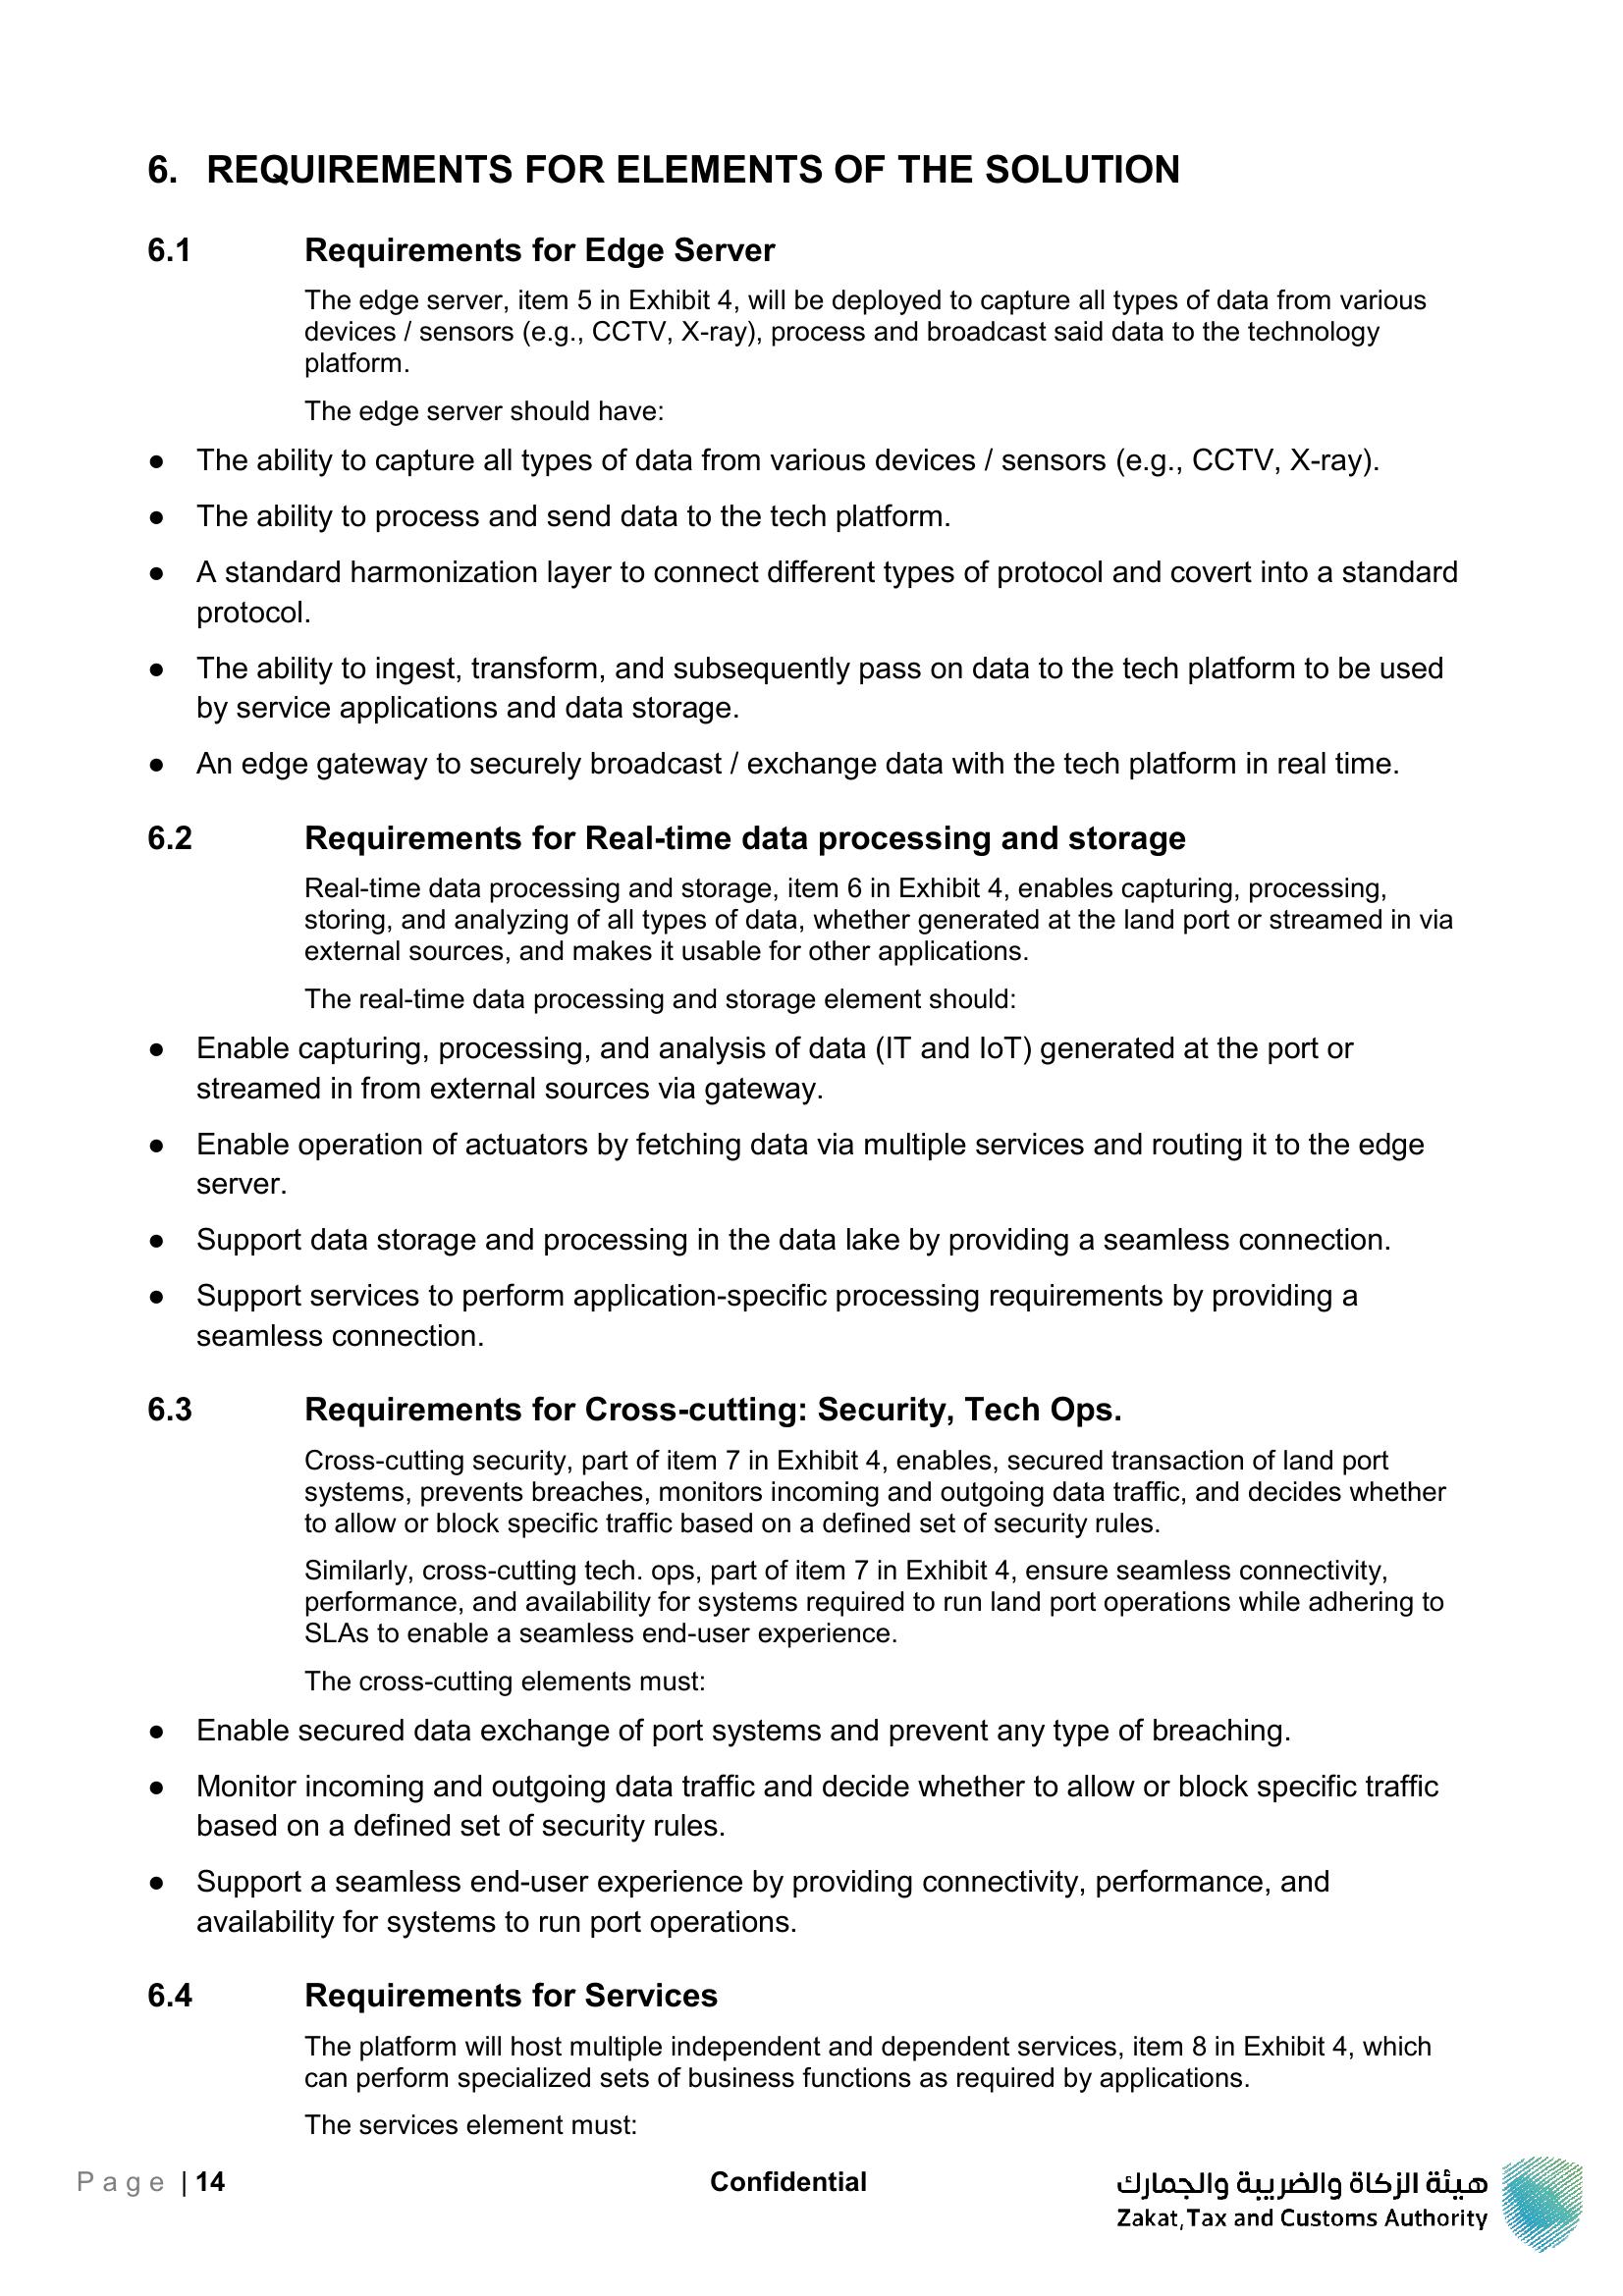 6. REQUIREMENTS FOR ELEMENTS OF THE SOLUTION
6.1 Requirements for Edge Server
The edge server, item 5 in Exhibit 4, will be deployed to capture all types of data from various
devices / sensors (e.g., CCTV, X-ray), process and broadcast said data to the technology
platform.
The edge server should have:
● The ability to capture all types of data from various devices / sensors (e.g., CCTV, X-ray).
● The ability to process and send data to the tech platform.
● A standard harmonization layer to connect different types of protocol and covert into a standard
protocol.
● The ability to ingest, transform, and subsequently pass on data to the tech platform to be used
by service applications and data storage.
● An edge gateway to securely broadcast / exchange data with the tech platform in real time.
6.2 Requirements for Real-time data processing and storage
Real-time data processing and storage, item 6 in Exhibit 4, enables capturing, processing,
storing, and analyzing of all types of data, whether generated at the land port or streamed in via
external sources, and makes it usable for other applications.
The real-time data processing and storage element should:
● Enable capturing, processing, and analysis of data (IT and IoT) generated at the port or
streamed in from external sources via gateway.
● Enable operation of actuators by fetching data via multiple services and routing it to the edge
server.
● Support data storage and processing in the data lake by providing a seamless connection.
● Support services to perform application-specific processing requirements by providing a
seamless connection.
6.3 Requirements for Cross-cutting: Security, Tech Ops.
Cross-cutting security, part of item 7 in Exhibit 4, enables, secured transaction of land port
systems, prevents breaches, monitors incoming and outgoing data traffic, and decides whether
to allow or block specific traffic based on a defined set of security rules.
Similarly, cross-cutting tech. ops, part of item 7 in Exhibit 4, ensure seamless connectivity,
performance, and availability for systems required to run land port operations while adhering to
SLAs to enable a seamless end-user experience.
The cross-cutting elements must:
● Enable secured data exchange of port systems and prevent any type of breaching.
● Monitor incoming and outgoing data traffic and decide whether to allow or block specific traffic
based on a defined set of security rules.
● Support a seamless end-user experience by providing connectivity, performance, and
availability for systems to run port operations.
6.4 Requirements for Services
The platform will host multiple independent and dependent services, item 8 in Exhibit 4, which
can perform specialized sets of business functions as required by applications.
The services element must:
Page | 14 Confidential
هيئة الزكاة والضريبة والجمارك
Zakat,Tax and Customs Authority